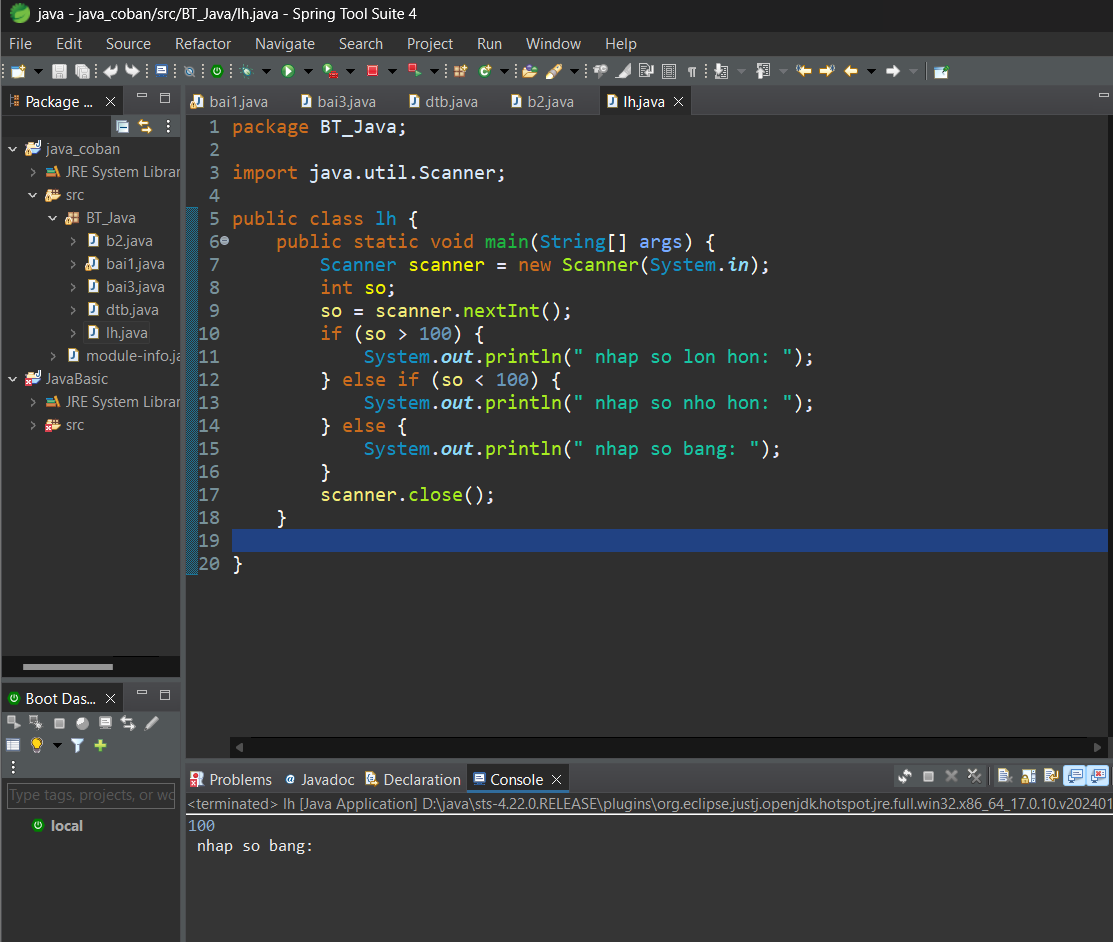 java - java_coban/src/BT_Java/lh.java - Spring Tool Suite 4
File Edit Source Refactor Navigate Search Project Run Window Help
Package ...
bai1.java bai3.java dtb.java b2.java lh.java
java_coban
JRE System Librar
src
BT_Java
b2.java
bai1.java
bai3.java
dtb.java
lh.java
module-info.ja
JavaBasic
JRE System Librar
src
1 package BT_Java;
2
3 import java.util.Scanner;
4
5 public class lh {
6 public static void main(String[] args) {
7 Scanner scanner = new Scanner(System.in);
8 int so;
9 so = scanner.nextInt();
10 if (so > 100) {
11 System.out.println(" nhap so lon hon: ");
12 } else if (so < 100) {
13 System.out.println(" nhap so nho hon: ");
14 } else {
15 System.out.println(" nhap so bang: ");
16 }
17 scanner.close();
18 }
19
20 }
Boot Das...
Type tags, projects, or wo
local
Problems Javadoc Declaration Console
<terminated> lh [Java Application] D:\java\sts-4.22.0.RELEASE\plugins\org.eclipse.justj.openjdk.hotspot.jre.full.win32.x86_64_17.0.10.v202401
100
nhap so bang: